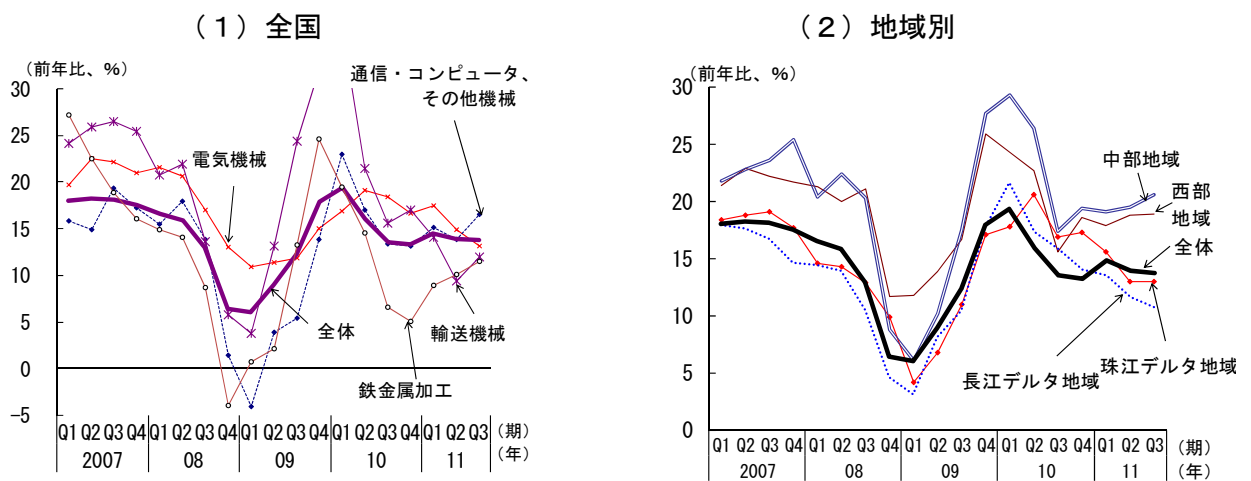 （１）全国
（前年比、％）
30
25
20
15
10
5
0
−5
通信・コンピュータ、
その他機械
電気機械
全体
輸送機械
鉄金属加工
Q1 Q2 Q3 Q4 Q1 Q2 Q3 Q4 Q1 Q2 Q3 Q4 Q1 Q2 Q3 Q4 Q1 Q2 Q3 （期）
2007 08 09 10 11 （年）
（２）地域別
（前年比、％）
30
25
20
15
10
5
0
中部地域
西部
地域
全体
長江デルタ地域
珠江デルタ地域
Q1 Q2 Q3 Q4 Q1 Q2 Q3 Q4 Q1 Q2 Q3 Q4 Q1 Q2 Q3 Q4 Q1 Q2 Q3 （期）
2007 08 09 10 11 （年）